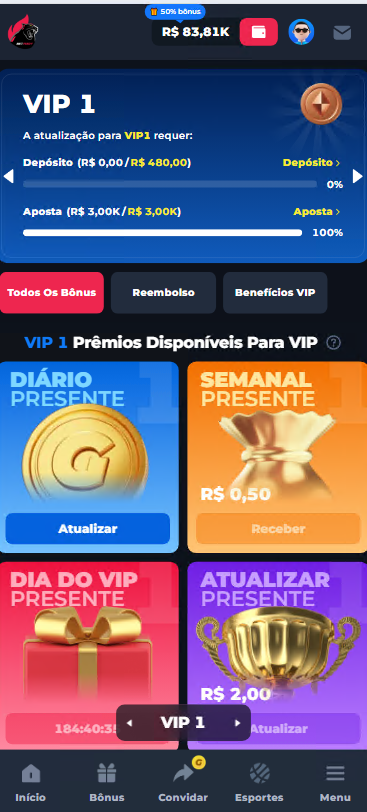 50% bônus
R$ 83,81K
VIP 1
A atualização para VIP1 requer:
Depósito (R$ 0,00/R$ 480,00)
Depósito >
0%
Aposta (R$ 3,00K/R$ 3,00K)
Aposta >
100%
Todos Os Bônus
Reembolso
Benefícios VIP
VIP 1 Prêmios Disponíveis Para VIP ?
DIÁRIO
PRESENTE
G
Atualizar
SEMANAL
PRESENTE
R$ 0,50
Receber
DIA DO VIP
PRESENTE
184:40:35
ATUALIZAR
PRESENTE
R$ 2,00
Atualizar
VIP 1
G
Início
Bônus
Convidar
Esportes
Menu